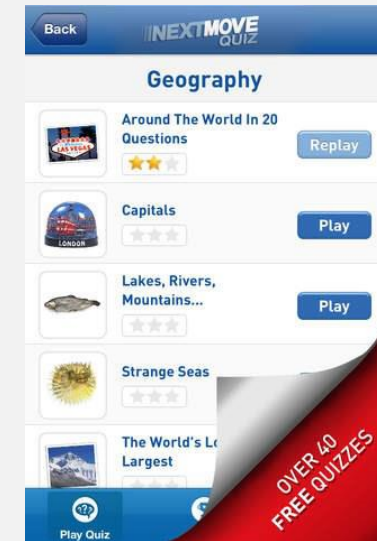 Back
NEXTMOVE
QUIZ
Geography
LAS VEGAS
Around The World In 20
Questions
Replay
LONDON
Capitals
Play
Lakes, Rivers,
Mountains...
Play
Strange Seas
The World's
Largest
OVER 40
FREE QUIZZES
Play Quiz